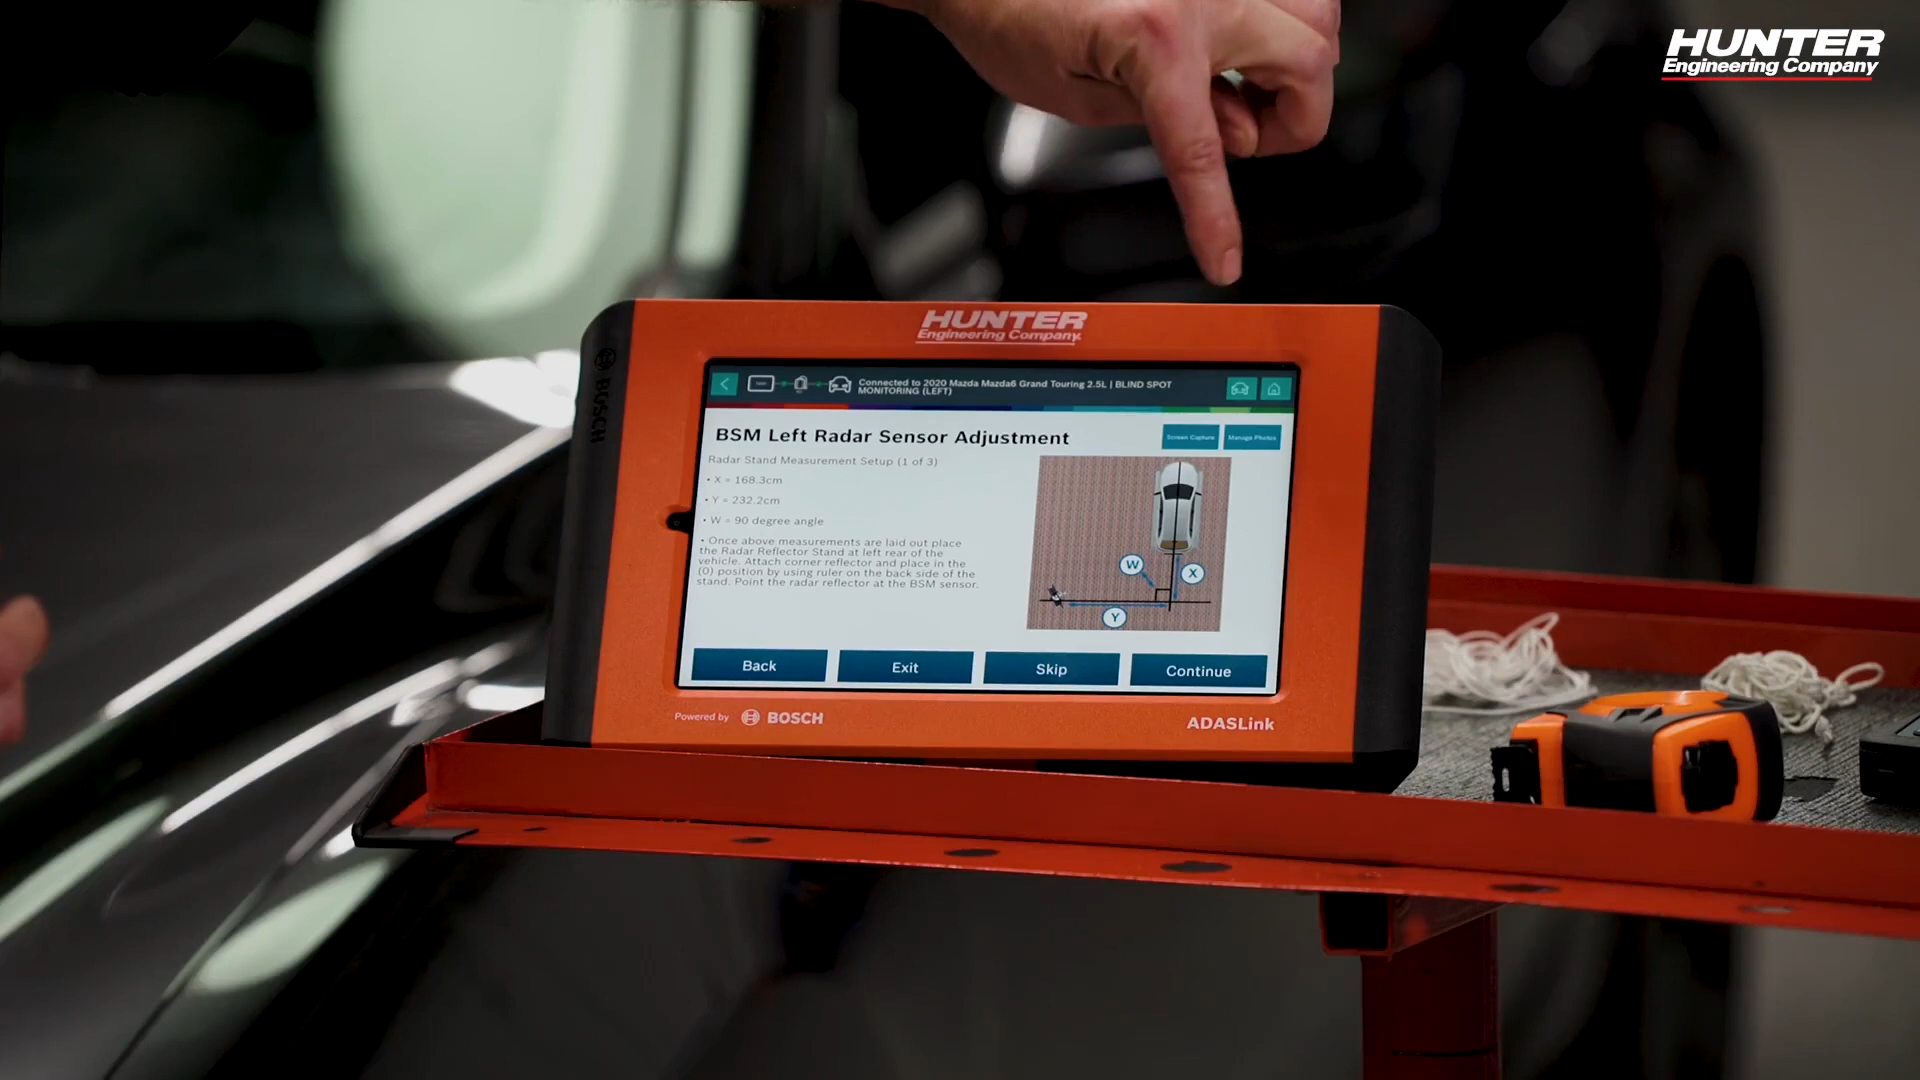 HUNTER
Engineering Company
HUNTER
Engineering Company
BOSCH
Connected to 2020 Mazda Mazda6 Grand Touring 2.5L | BLIND SPOT
MONITORING (LEFT)
BSM Left Radar Sensor Adjustment
Screen Capture
Manage Photos
Radar Stand Measurement Setup (1 of 3)
• X = 168.3cm
• Y = 232.2cm
• W = 90 degree angle
• Once above measurements are laid out place
the Radar Reflector Stand at left rear of the
vehicle. Attach corner reflector and place in the
(0) position by using ruler on the back side of the
stand. Point the radar reflector at the BSM sensor.
W
X
Y
Back
Exit
Skip
Continue
Powered by BOSCH
ADASLink